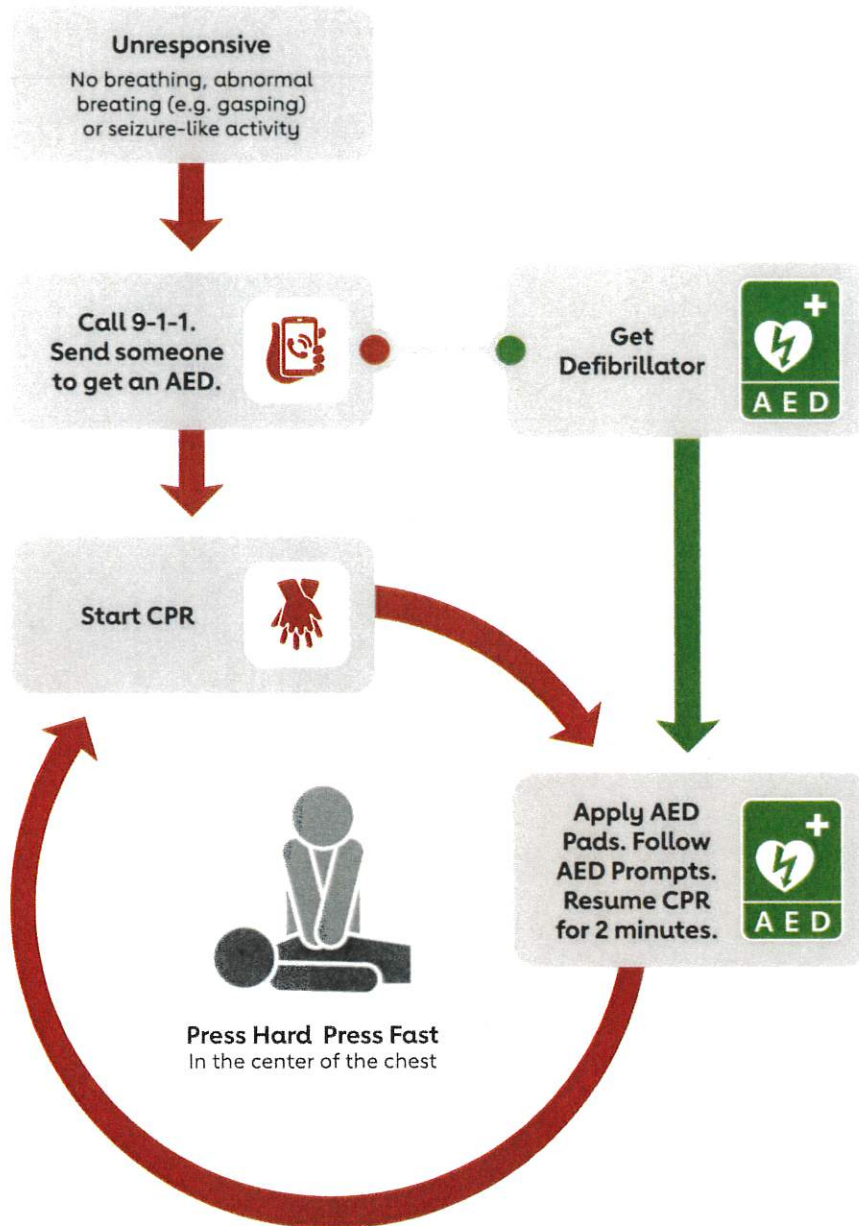 Unresponsive
No breathing, abnormal
breating (e.g. gasping)
or seizure-like activity
Call 9-1-1.
Send someone
to get an AED.
Get
Defibrillator
+
AED
Start CPR
Apply AED
Pads. Follow
AED Prompts.
Resume CPR
for 2 minutes.
+
AED
Press Hard Press Fast
In the center of the chest